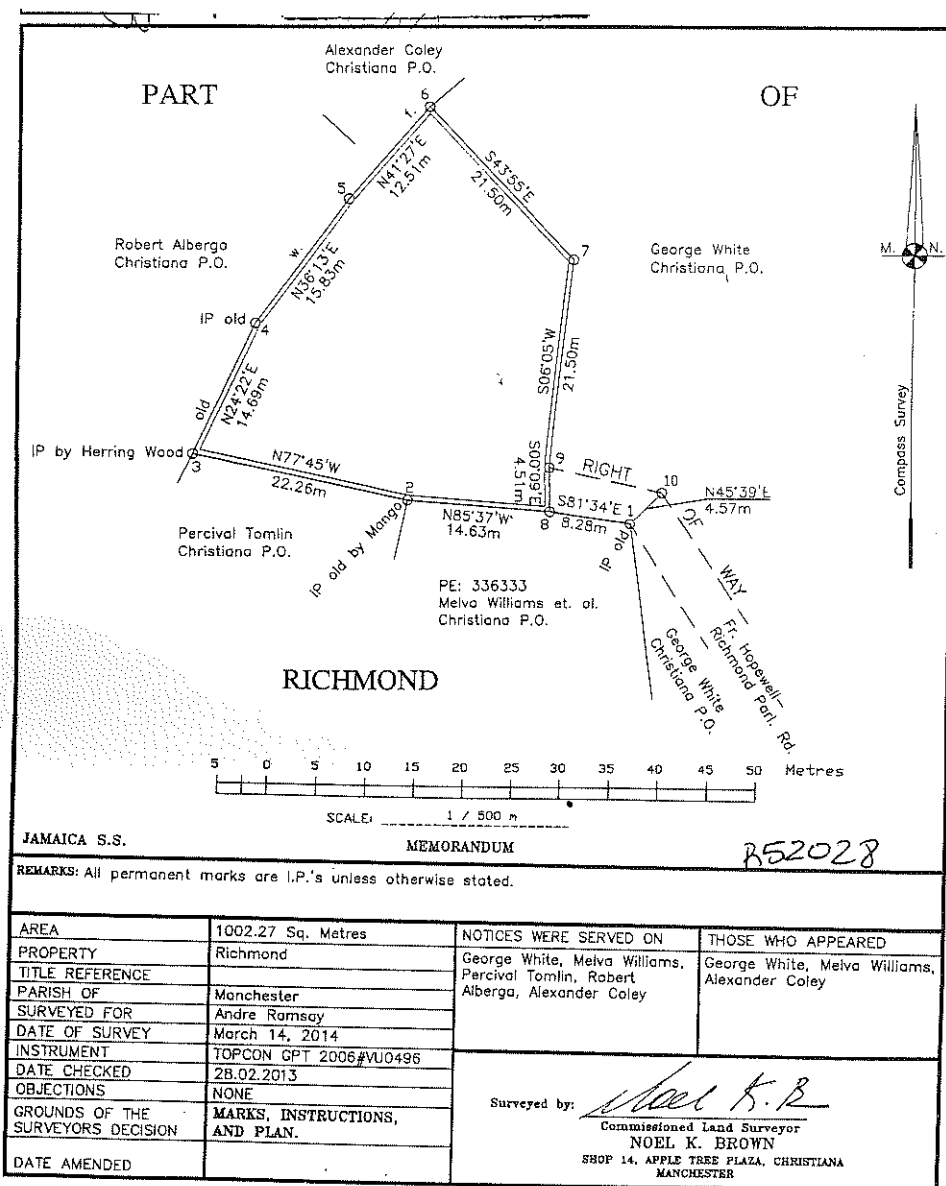 Alexander Coley
Christiana P.O.
PART
OF
6
f.
N41°27'E
12.51m
S43°55'E
21.50m
5
7
Robert Alberga
Christiana P.O.
George White
Christiana P.O.
M. N.
w.
N36°13'E
15.83m
IP old
4
S06°05'W
21.50m
old
N24°22'E
14.69m
Compass Survey
IP by Herring Wood
3
N77°45'W
22.26m
9
RIGHT
10
S00°09'E
4.51m
2
N45°39'E
4.57m
S81°34'E
8.28m
1
N85°37'W
14.63m
8
OF
IP old
Percival Tomlin
Christiana P.O.
IP old by Mango
WAY
PE: 336333
Melva Williams et. al.
Christiana P.O.
Fr. Hopewell-
Richmond Parl. Rd.
George White
Christiana P.O.
RICHMOND
5 0 5 10 15 20 25 30 35 40 45 50 Metres
SCALE: 1 / 500 m
JAMAICA S.S.
MEMORANDUM
R52028
REMARKS: All permanent marks are I.P.'s unless otherwise stated.
AREA 1002.27 Sq. Metres
PROPERTY Richmond
TITLE REFERENCE
PARISH OF Manchester
SURVEYED FOR Andre Ramsay
DATE OF SURVEY March 14, 2014
INSTRUMENT TOPCON GPT 2006#VU0496
DATE CHECKED 28.02.2013
OBJECTIONS NONE
GROUNDS OF THE MARKS, INSTRUCTIONS,
SURVEYORS DECISION AND PLAN.
DATE AMENDED
NOTICES WERE SERVED ON
George White, Melva Williams,
Percival Tomlin, Robert
Alberga, Alexander Coley
THOSE WHO APPEARED
George White, Melva Williams,
Alexander Coley
Surveyed by: Noel K. B
Commissioned Land Surveyor
NOEL K. BROWN
SHOP 14, APPLE TREE PLAZA, CHRISTIANA
MANCHESTER